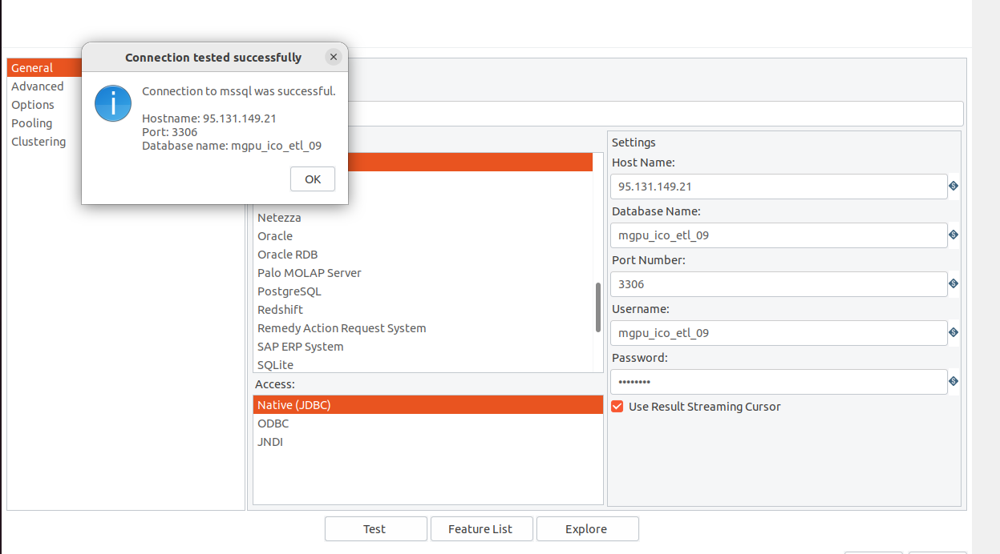 Connection tested successfully
Connection to mssql was successful.
Hostname: 95.131.149.21
Port: 3306
Database name: mgpu_ico_etl_09
OK
General
Advanced
Options
Pooling
Clustering
Netezza
Oracle
Oracle RDB
Palo MOLAP Server
PostgreSQL
Redshift
Remedy Action Request System
SAP ERP System
SQLite
Access:
Native (JDBC)
ODBC
JNDI
Settings
Host Name:
95.131.149.21
Database Name:
mgpu_ico_etl_09
Port Number:
3306
Username:
mgpu_ico_etl_09
Password:
••••••••
Use Result Streaming Cursor
Test
Feature List
Explore